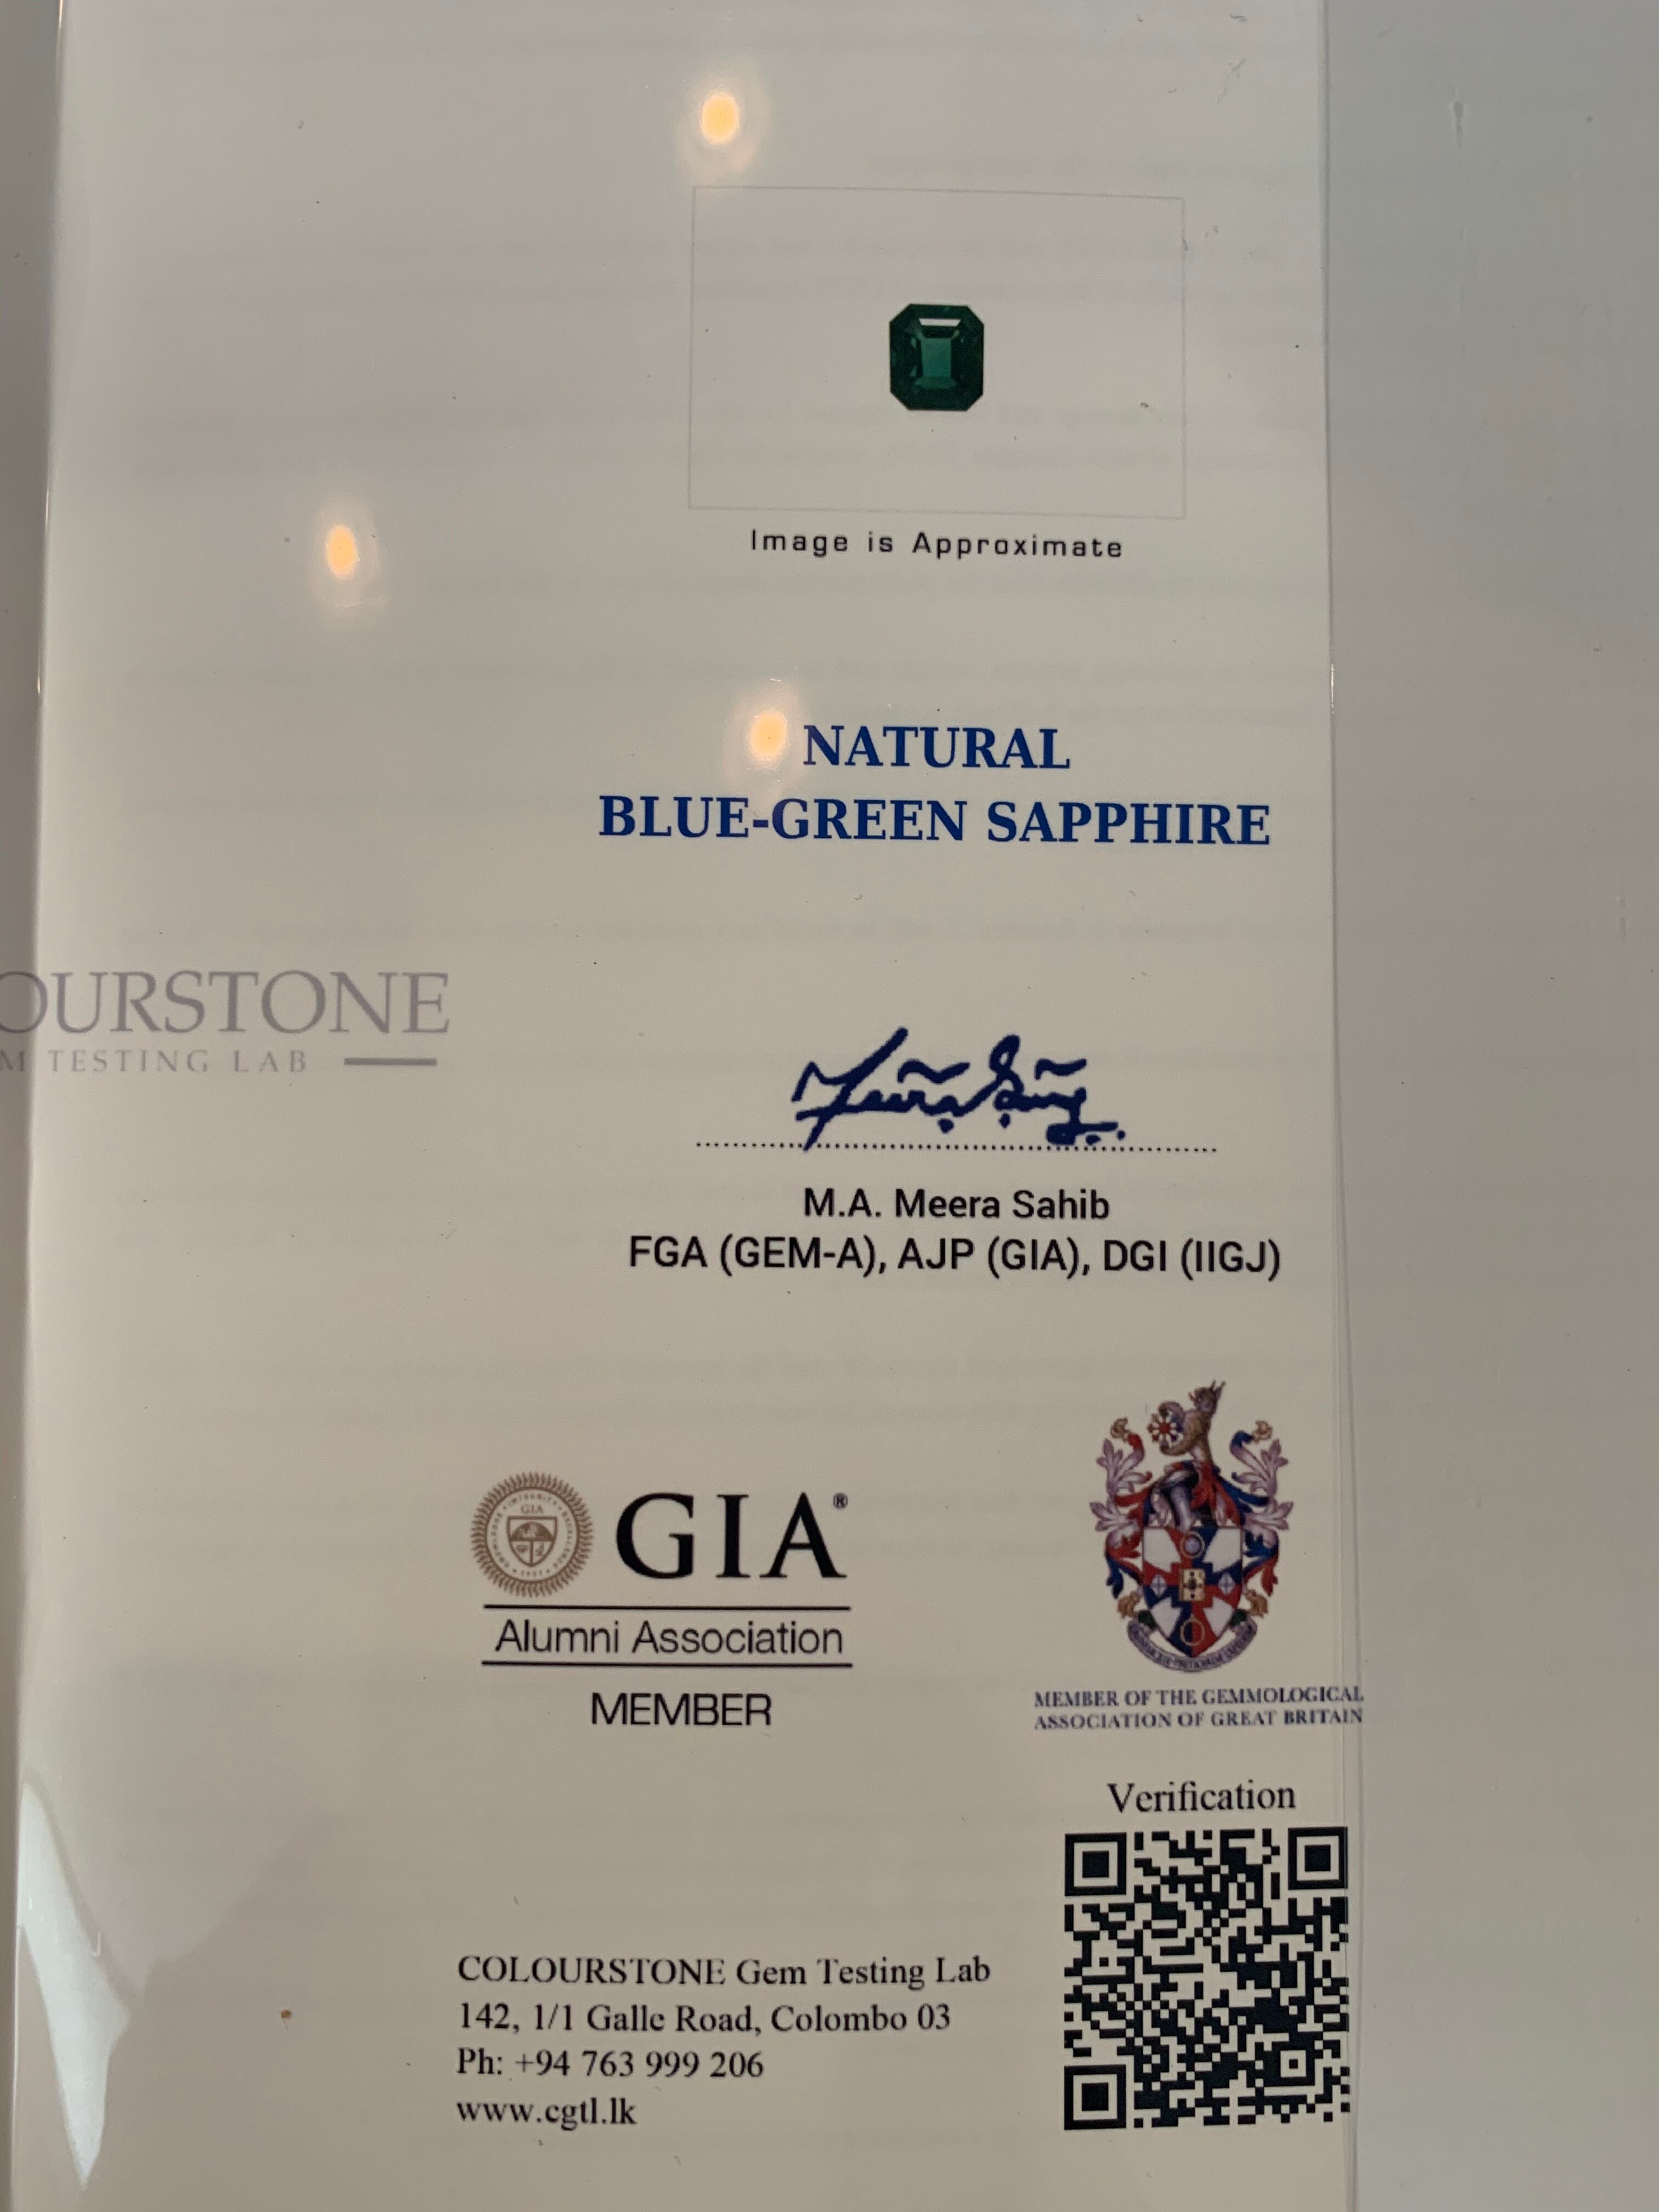 Image is Approximate
NATURAL
BLUE-GREEN SAPPHIRE
OURSTONE
M TESTING LAB
M.A. Meera Sahib
FGA (GEM-A), AJP (GIA), DGI (IIGJ)
GIA
GIA®
Alumni Association
MEMBER
MEMBER OF THE GEMMOLOGICAL
ASSOCIATION OF GREAT BRITAIN
Verification
COLOURSTONE Gem Testing Lab
142, 1/1 Galle Road, Colombo 03
Ph: +94 763 999 206
www.cgtl.lk